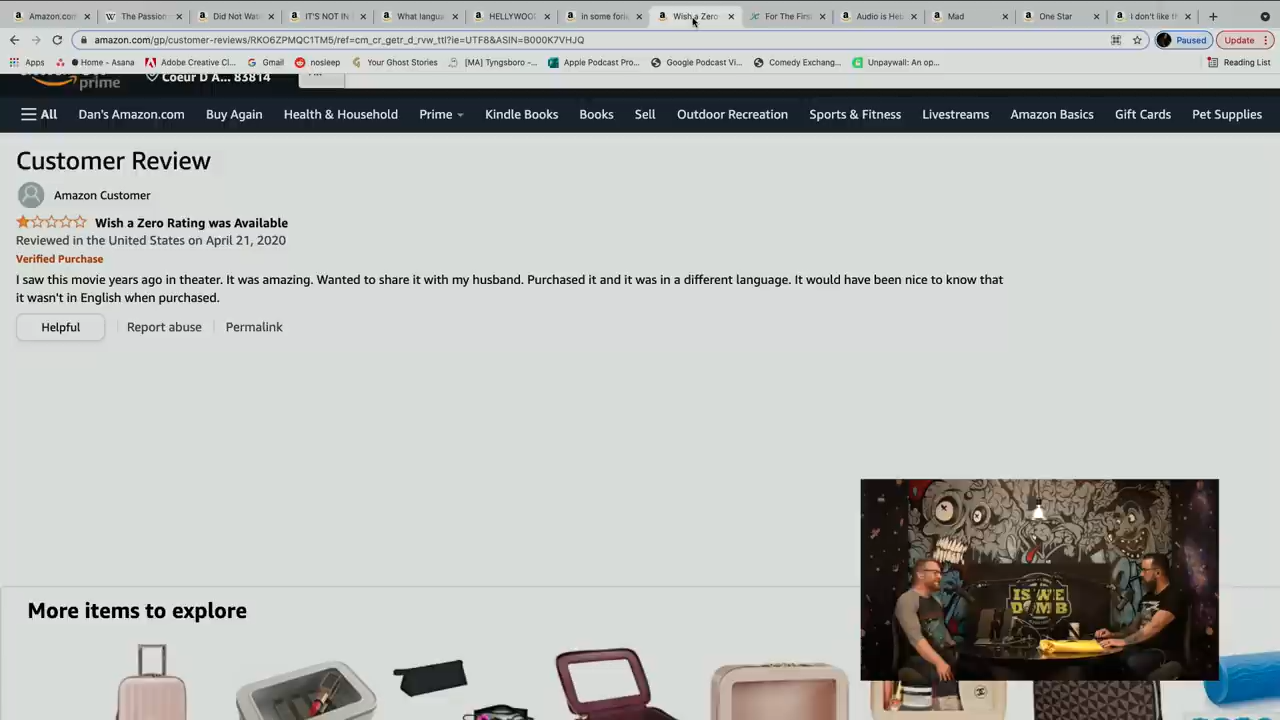 Amazon.com
The Passion
Did Not Was
IT'S NOT IN
What langu
HELLYWOO
in some for
Wish a Zero
For The Firs
Audio is He
Mad
One Star
I don't like th
amazon.com/gp/customer-reviews/RKO6ZPMQC1TM5/ref=cm_cr_getr_d_rvw_ttl?ie=UTF8&ASIN=B000K7VHJQ
Paused
Update
Apps
Home - Asana
Adobe Creative Cl...
Gmail
nosleep
Your Ghost Stories
[MA] Tyngsboro -...
Apple Podcast Pro...
Google Podcast Vi...
Comedy Exchang...
Unpaywall: An op...
Reading List
prime
Coeur D A... 83814
All
Dan's Amazon.com
Buy Again
Health & Household
Prime
Kindle Books
Books
Sell
Outdoor Recreation
Sports & Fitness
Livestreams
Amazon Basics
Gift Cards
Pet Supplies
Customer Review
Amazon Customer
Wish a Zero Rating was Available
Reviewed in the United States on April 21, 2020
Verified Purchase
I saw this movie years ago in theater. It was amazing. Wanted to share it with my husband. Purchased it and it was in a different language. It would have been nice to know that
it wasn't in English when purchased.
Helpful
Report abuse
Permalink
More items to explore
IS WE
DUMB